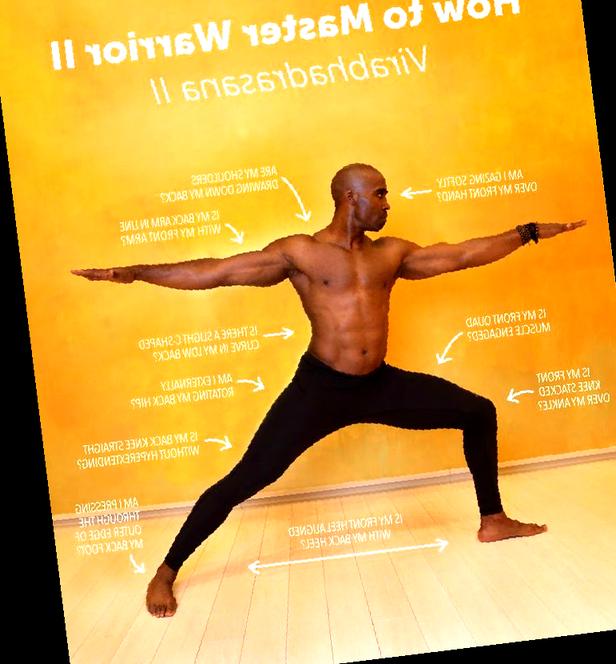 How to Master Warrior II
Virabhadrasana II
ARE MY SHOULDERS
DRAWING DOWN MY BACK?
AM I GAZING SOFTLY
OVER MY FRONT HAND?
IS MY BACK ARM IN LINE
WITH MY FRONT ARM?
IS THERE A SLIGHT C-SHAPED
CURVE IN MY LOW BACK?
IS MY FRONT QUAD
MUSCLE ENGAGED?
AM I EXTERNALLY
ROTATING MY BACK HIP?
IS MY FRONT
KNEE STACKED
OVER MY ANKLE?
IS MY BACK KNEE STRAIGHT
WITHOUT HYPEREXTENDING?
AM I PRESSING
THROUGH THE
OUTER EDGE OF
MY BACK FOOT?
IS MY FRONT HEEL ALIGNED
WITH MY BACK HEEL?